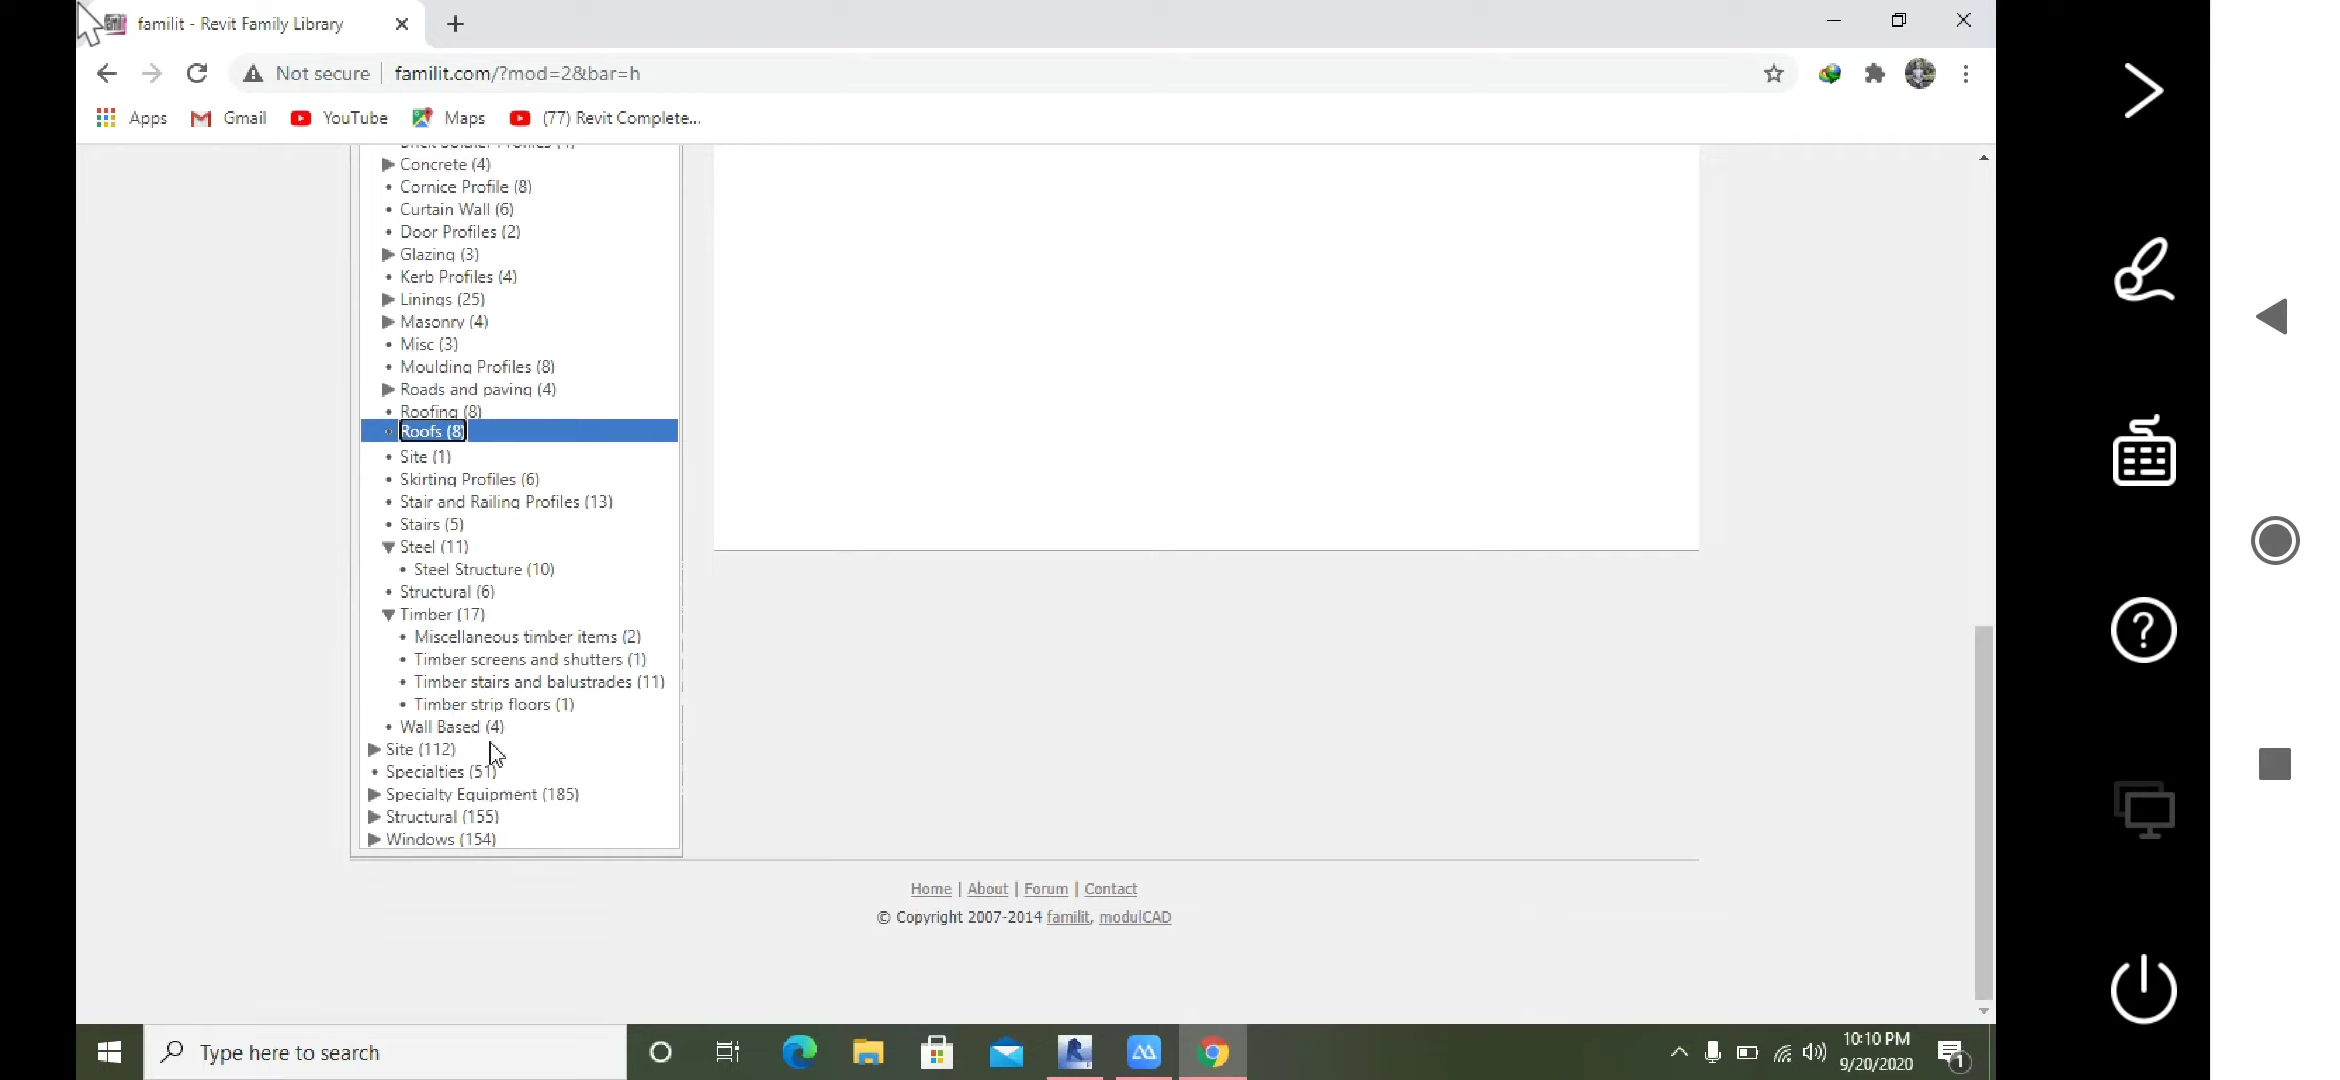 familit - Revit Family Library
Not secure
familit.com/?mod=2&bar=h
Apps
Gmail
YouTube
Maps
(77) Revit Complete...
Concrete (4)
Cornice Profile (8)
Curtain Wall (6)
Door Profiles (2)
Glazing (3)
Kerb Profiles (4)
Linings (25)
Masonry (4)
Misc (3)
Moulding Profiles (8)
Roads and paving (4)
Roofing (8)
Roofs (8)
Site (1)
Skirting Profiles (6)
Stair and Railing Profiles (13)
Stairs (5)
Steel (11)
Steel Structure (10)
Structural (6)
Timber (17)
Miscellaneous timber items (2)
Timber screens and shutters (1)
Timber stairs and balustrades (11)
Timber strip floors (1)
Wall Based (4)
Site (112)
Specialties (51)
Specialty Equipment (185)
Structural (155)
Windows (154)
Home | About | Forum | Contact
© Copyright 2007-2014 familit, modulCAD
Type here to search
10:10 PM
9/20/2020
1